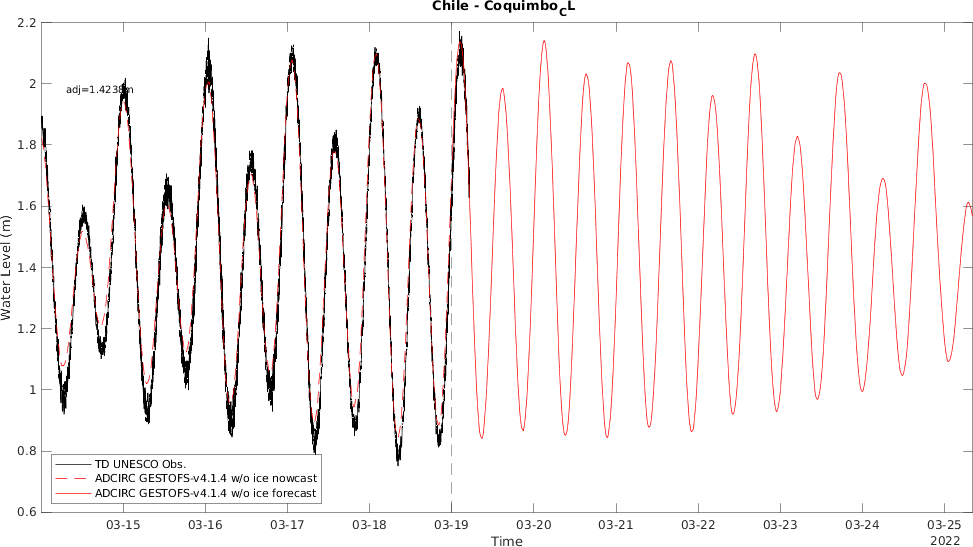 Chile - Coquimbo_CL
2.2
2
1.8
1.6
1.4
1.2
1
0.8
0.6
Water Level (m)
adj=1.4238m
TD UNESCO Obs.
ADCIRC GESTOFS-v4.1.4 w/o ice nowcast
ADCIRC GESTOFS-v4.1.4 w/o ice forecast
03-15 03-16 03-17 03-18 03-19 03-20 03-21 03-22 03-23 03-24 03-25
Time
2022